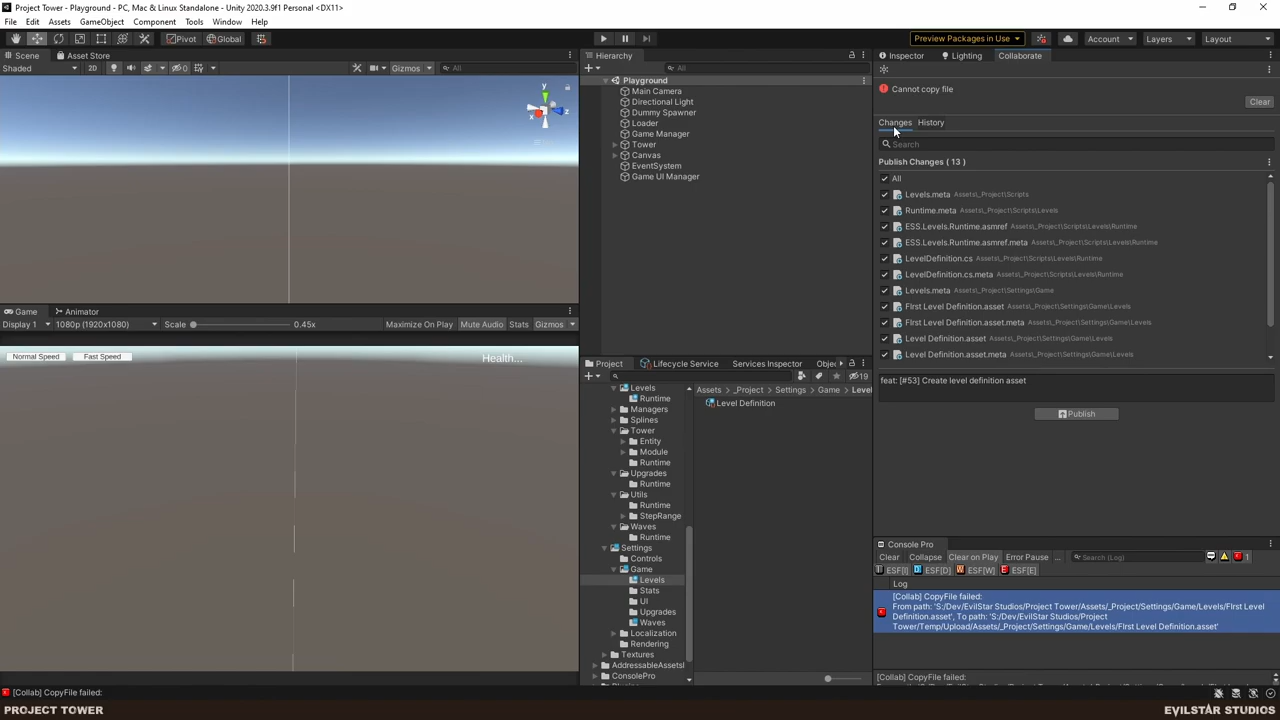 Project Tower - Playground - PC, Mac & Linux Standalone - Unity 2020.3.9f1 Personal <DX11>
File Edit Assets GameObject Component Tools Window Help
Pivot Global
Preview Packages in Use Account Layers Layout
Scene Asset Store
Shaded 2D 0 Gizmos All
y
x
z
Game Animator
Display 1 1080p (1920x1080) Scale 0.45x Maximize On Play Mute Audio Stats Gizmos
Normal Speed Fast Speed
Health...
Hierarchy
All
Playground
Main Camera
Directional Light
Dummy Spawner
Loader
Game Manager
Tower
Canvas
EventSystem
Game UI Manager
Project Lifecycle Service Services Inspector Objec
19
Levels
Runtime
Managers
Splines
Tower
Entity
Module
Runtime
Upgrades
Runtime
Utils
Runtime
StepRange
Waves
Runtime
Settings
Controls
Game
Levels
Stats
UI
Upgrades
Waves
Localization
Rendering
Textures
AddressableAssetsI
ConsolePro
Assets _Project Settings Game Level
Level Definition
Inspector Lighting Collaborate
Cannot copy file
Clear
Changes History
Search
Publish Changes ( 13 )
All
Levels.meta Assets\_Project\Scripts
Runtime.meta Assets\_Project\Scripts\Levels
ESS.Levels.Runtime.asmref Assets\_Project\Scripts\Levels\Runtime
ESS.Levels.Runtime.asmref.meta Assets\_Project\Scripts\Levels\Runtime
LevelDefinition.cs Assets\_Project\Scripts\Levels\Runtime
LevelDefinition.cs.meta Assets\_Project\Scripts\Levels\Runtime
Levels.meta Assets\_Project\Settings\Game
FIrst Level Definition.asset Assets\_Project\Settings\Game\Levels
FIrst Level Definition.asset.meta Assets\_Project\Settings\Game\Levels
Level Definition.asset Assets\_Project\Settings\Game\Levels
Level Definition.asset.meta Assets\_Project\Settings\Game\Levels
feat: [#53] Create level definition asset
Publish
Console Pro
Clear Collapse Clear on Play Error Pause ... Search (Log) 1
ESF[I] ESF[D] ESF[W] ESF[E]
Log
[Collab] CopyFile failed:
From path: 'S:/Dev/EvilStar Studios/Project Tower/Assets/_Project/Settings/Game/Levels/FIrst Level
Definition.asset', To path: 'S:/Dev/EvilStar Studios/Project
Tower/Temp/Upload/Assets/_Project/Settings/Game/Levels/FIrst Level Definition.asset'
[Collab] CopyFile failed:
[Collab] CopyFile failed:
PROJECT TOWER
EVILSTAR STUDIOS